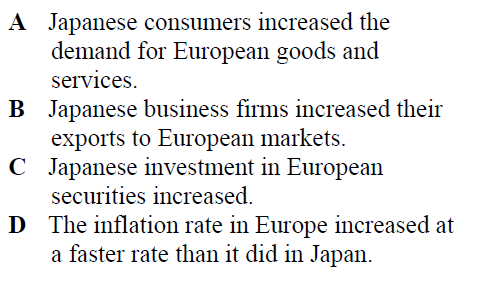 A Japanese consumers increased the
demand for European goods and
services.
B Japanese business firms increased their
exports to European markets.
C Japanese investment in European
securities increased.
D The inflation rate in Europe increased at
a faster rate than it did in Japan.